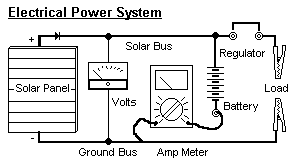 Electrical Power System
+
Solar Bus
Regulator
Solar Panel
Load
Volts
Battery
-
Ground Bus
Amp Meter